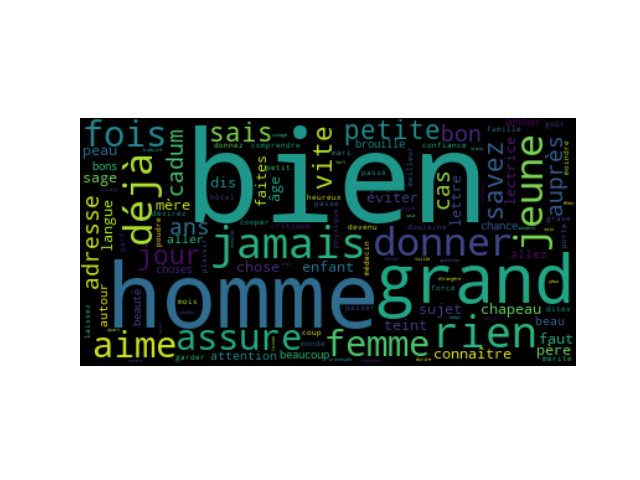 fois
sais
bien
vite
petite
bon
amour
goût
famille
peau
cadum
donnez
comprendre
brouille
confiance
mari
bons
déjà
dis
faites
âge
petit
passé
meilleur
cas
savez
lectrice
jeune
auprès
moindre
sage
mère
hôtel
heureux
éviter
lettre
adresse
langue
désirez
poudre
ans
cooper
critique
devenu
douzaine
chance
aller
jamais
donner
allez
porte
jour
choses
plaisir
chose
enfant
médecin
force
étrangère
homme
grand
autour
beauté
mois
passer
sujet
chapeau
dites
laissez
teint
rien
beau
aime
assure
coup
monde
femme
faut
garder
attention
beaucoup
connaître
père
mérite